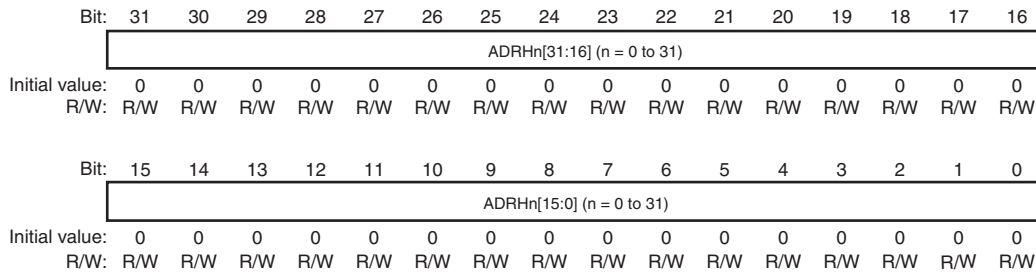 Bit: 31 30 29 28 27 26 25 24 23 22 21 20 19 18 17 16
ADRHn[31:16] (n = 0 to 31)
Initial value: 0 0 0 0 0 0 0 0 0 0 0 0 0 0 0 0
R/W: R/W R/W R/W R/W R/W R/W R/W R/W R/W R/W R/W R/W R/W R/W R/W R/W
Bit: 15 14 13 12 11 10 9 8 7 6 5 4 3 2 1 0
ADRHn[15:0] (n = 0 to 31)
Initial value: 0 0 0 0 0 0 0 0 0 0 0 0 0 0 0 0
R/W: R/W R/W R/W R/W R/W R/W R/W R/W R/W R/W R/W R/W R/W R/W R/W R/W